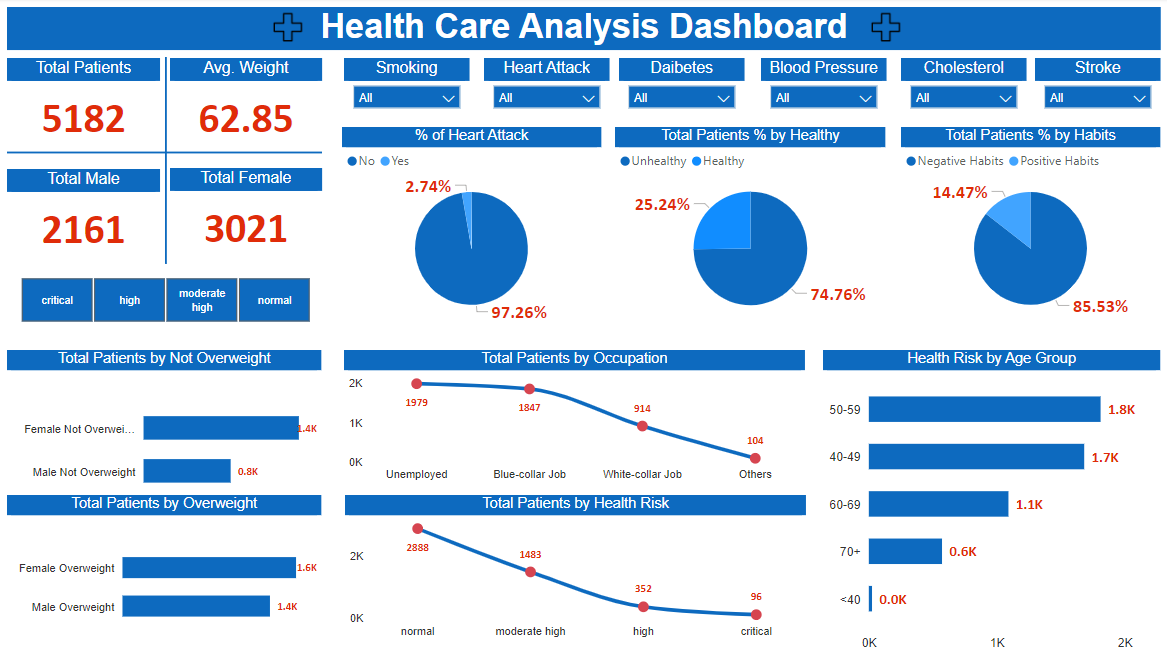 Health Care Analysis Dashboard
Total Patients
5182
Avg. Weight
62.85
Total Male
2161
Total Female
3021
critical
high
moderate
high
normal
Smoking
All
Heart Attack
All
Daibetes
All
Blood Pressure
All
Cholesterol
All
Stroke
All
% of Heart Attack
No Yes
2.74%
97.26%
Total Patients % by Healthy
Unhealthy Healthy
25.24%
74.76%
Total Patients % by Habits
Negative Habits Positive Habits
14.47%
85.53%
Total Patients by Not Overweight
Female Not Overwei... 1.4K
Male Not Overweight 0.8K
Total Patients by Overweight
Female Overweight 1.6K
Male Overweight 1.4K
Total Patients by Occupation
2K
1K
0K
1979
1847
914
104
Unemployed Blue-collar Job White-collar Job Others
Total Patients by Health Risk
2K
0K
2888
1483
352
96
normal moderate high high critical
Health Risk by Age Group
50-59 1.8K
40-49 1.7K
60-69 1.1K
70+ 0.6K
<40 0.0K
0K 1K 2K